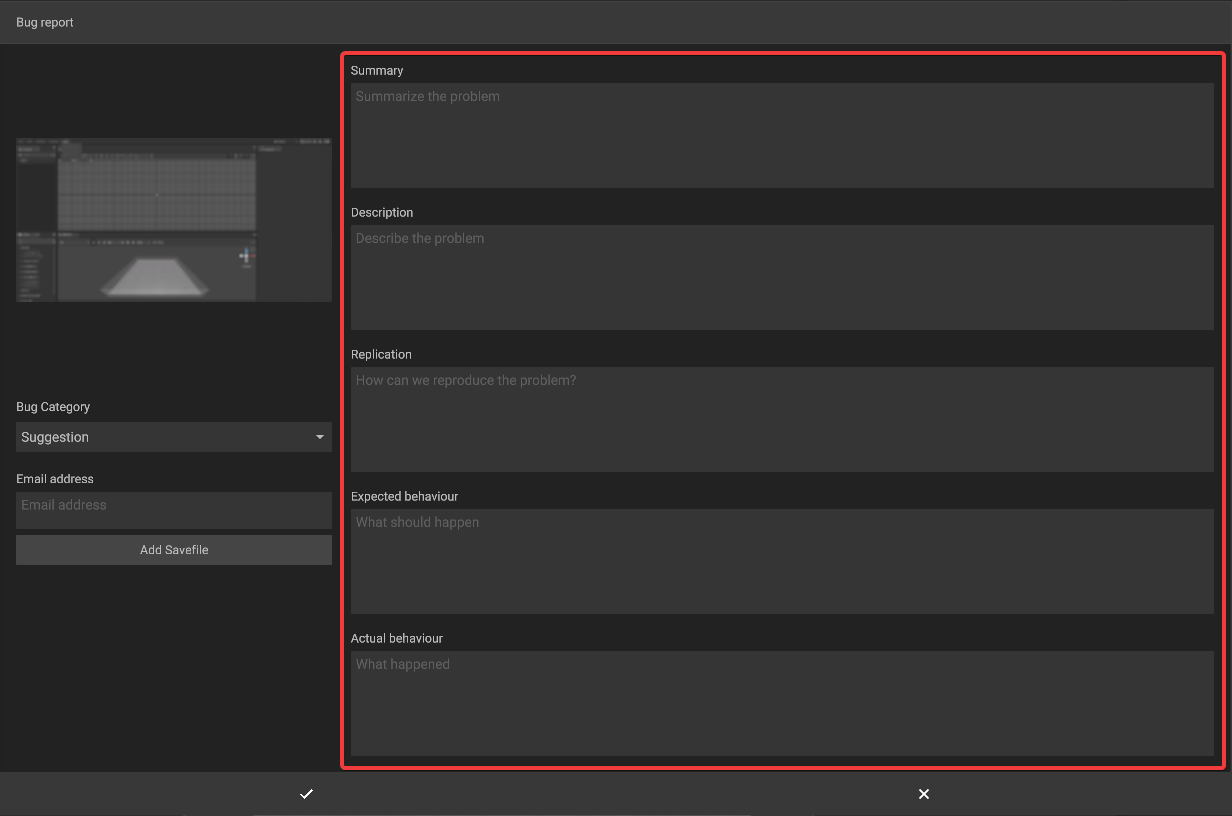 Bug report
Bug Category
Suggestion
Email address
Email address
Add Savefile
Summary
Summarize the problem
Description
Describe the problem
Replication
How can we reproduce the problem?
Expected behaviour
What should happen
Actual behaviour
What happened